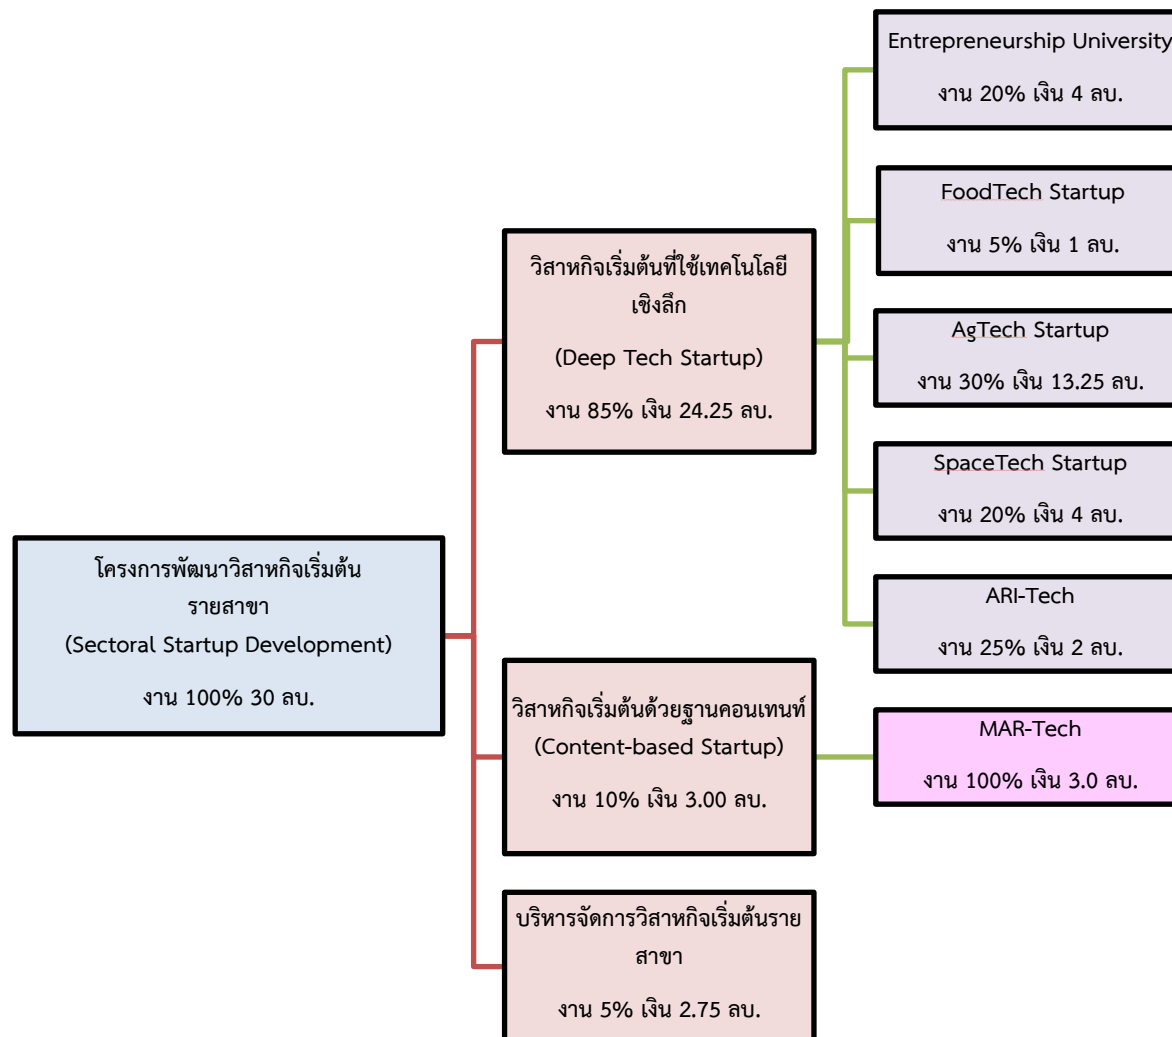 Entrepreneurship University
งาน 20% เงิน 4 ลบ.
FoodTech Startup
งาน 5% เงิน 1 ลบ.
วิสาหกิจเริ่มต้นที่ใช้เทคโนโลยี
เชิงลึก
(Deep Tech Startup)
งาน 85% เงิน 24.25 ลบ.
AgTech Startup
งาน 30% เงิน 13.25 ลบ.
SpaceTech Startup
งาน 20% เงิน 4 ลบ.
โครงการพัฒนาวิสาหกิจเริ่มต้น
รายสาขา
(Sectoral Startup Development)
งาน 100% 30 ลบ.
ARI-Tech
งาน 25% เงิน 2 ลบ.
วิสาหกิจเริ่มต้นด้วยฐานคอนเทนท์
(Content-based Startup)
งาน 10% เงิน 3.00 ลบ.
MAR-Tech
งาน 100% เงิน 3.0 ลบ.
บริหารจัดการวิสาหกิจเริ่มต้นราย
สาขา
งาน 5% เงิน 2.75 ลบ.